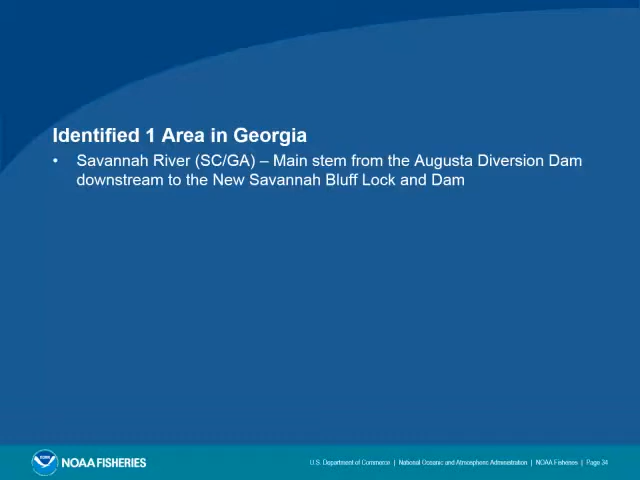 Identified 1 Area in Georgia
• Savannah River (SC/GA) – Main stem from the Augusta Diversion Dam
downstream to the New Savannah Bluff Lock and Dam
NOAA FISHERIES
U.S. Department of Commerce | National Oceanic and Atmospheric Administration | NOAA Fisheries | Page 34